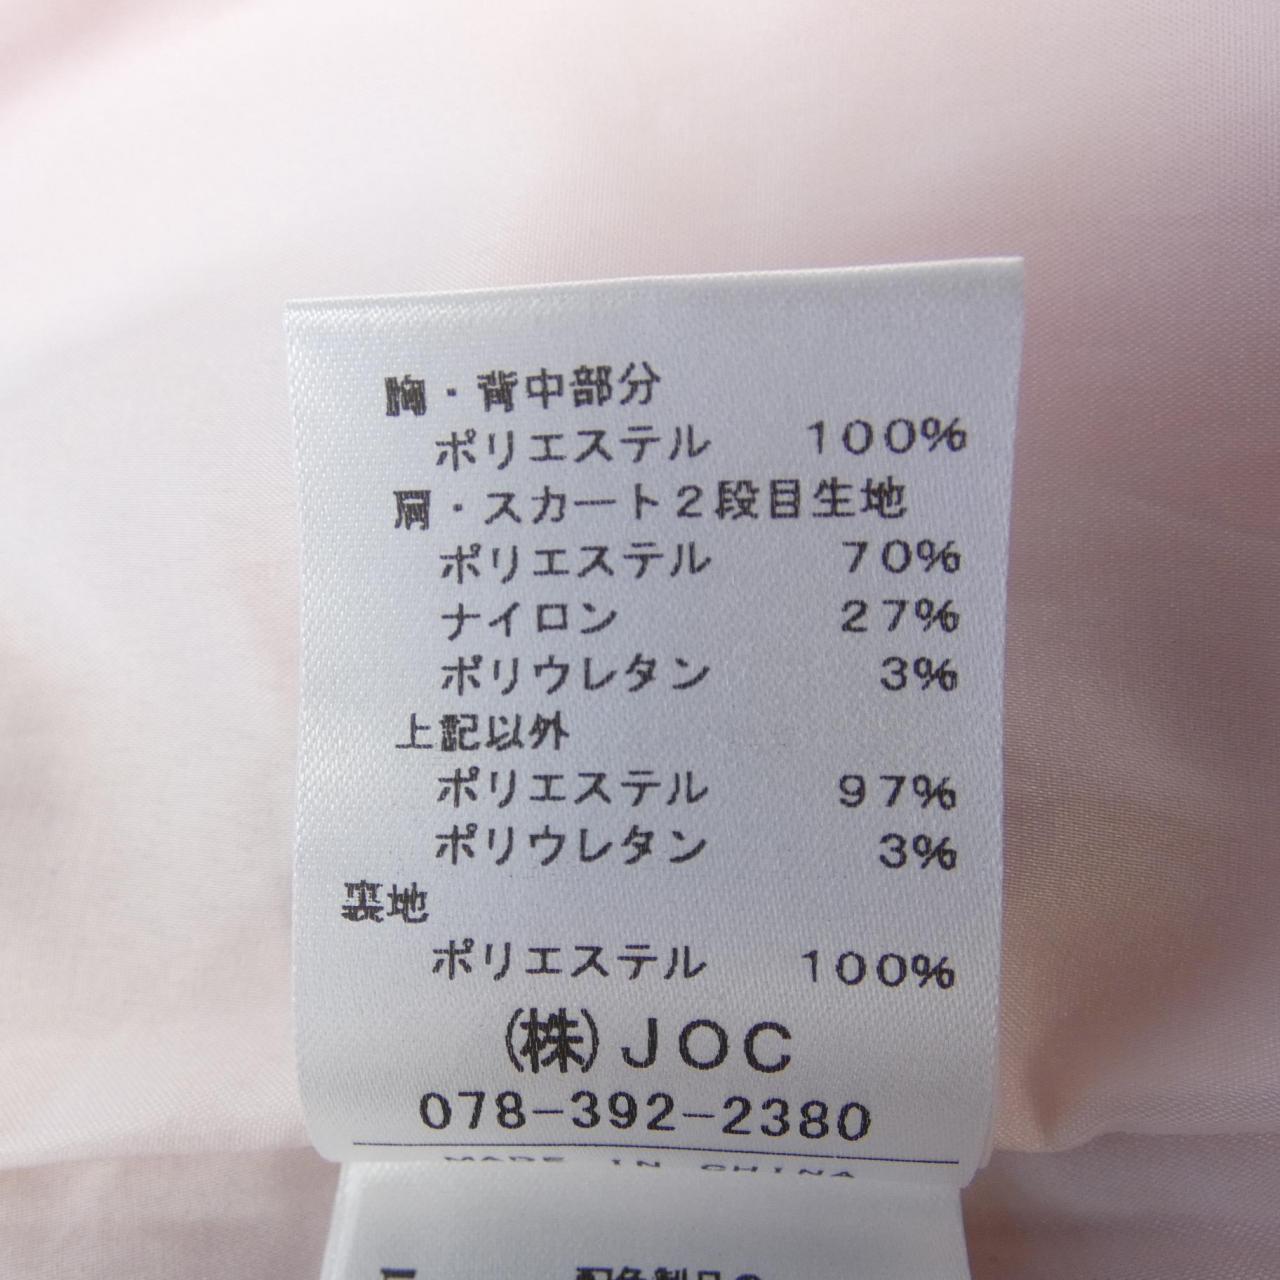 胸・背中部分
ポリエステル 100%
肩・スカート2段目生地
ポリエステル 70%
ナイロン 27%
ポリウレタン 3%
上記以外
ポリエステル 97%
ポリウレタン 3%
裏地
ポリエステル 100%
(株)JOC
078-392-2380
MADE IN CHINA